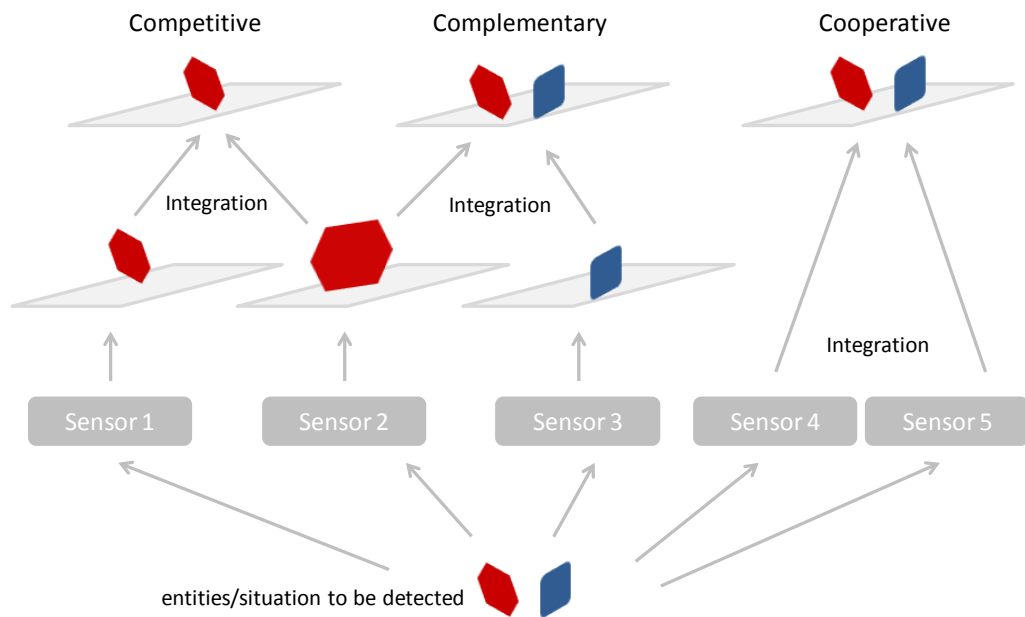 Competitive
Complementary
Cooperative
Integration
Integration
Integration
Sensor 1
Sensor 2
Sensor 3
Sensor 4
Sensor 5
entities/situation to be detected